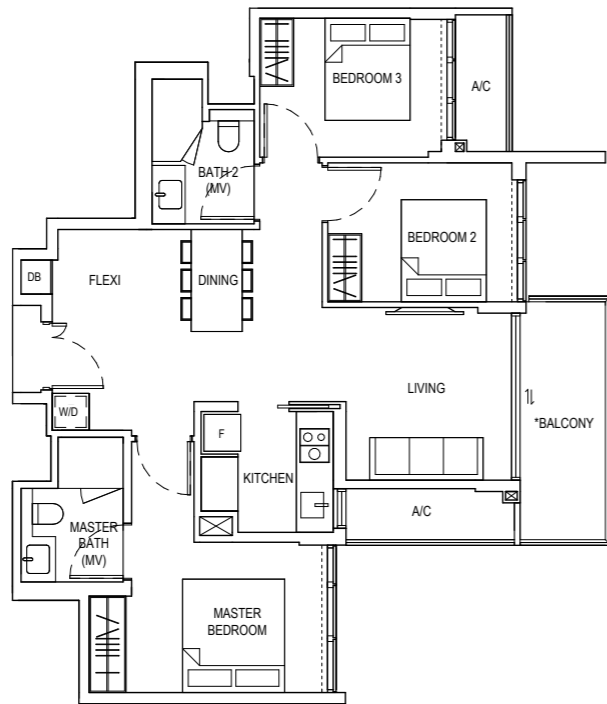 BEDROOM 3
A/C
BATH 2
(MV)
BEDROOM 2
DB
FLEXI
DINING
LIVING
*BALCONY
W/D
F
KITCHEN
A/C
MASTER
BATH
(MV)
MASTER
BEDROOM